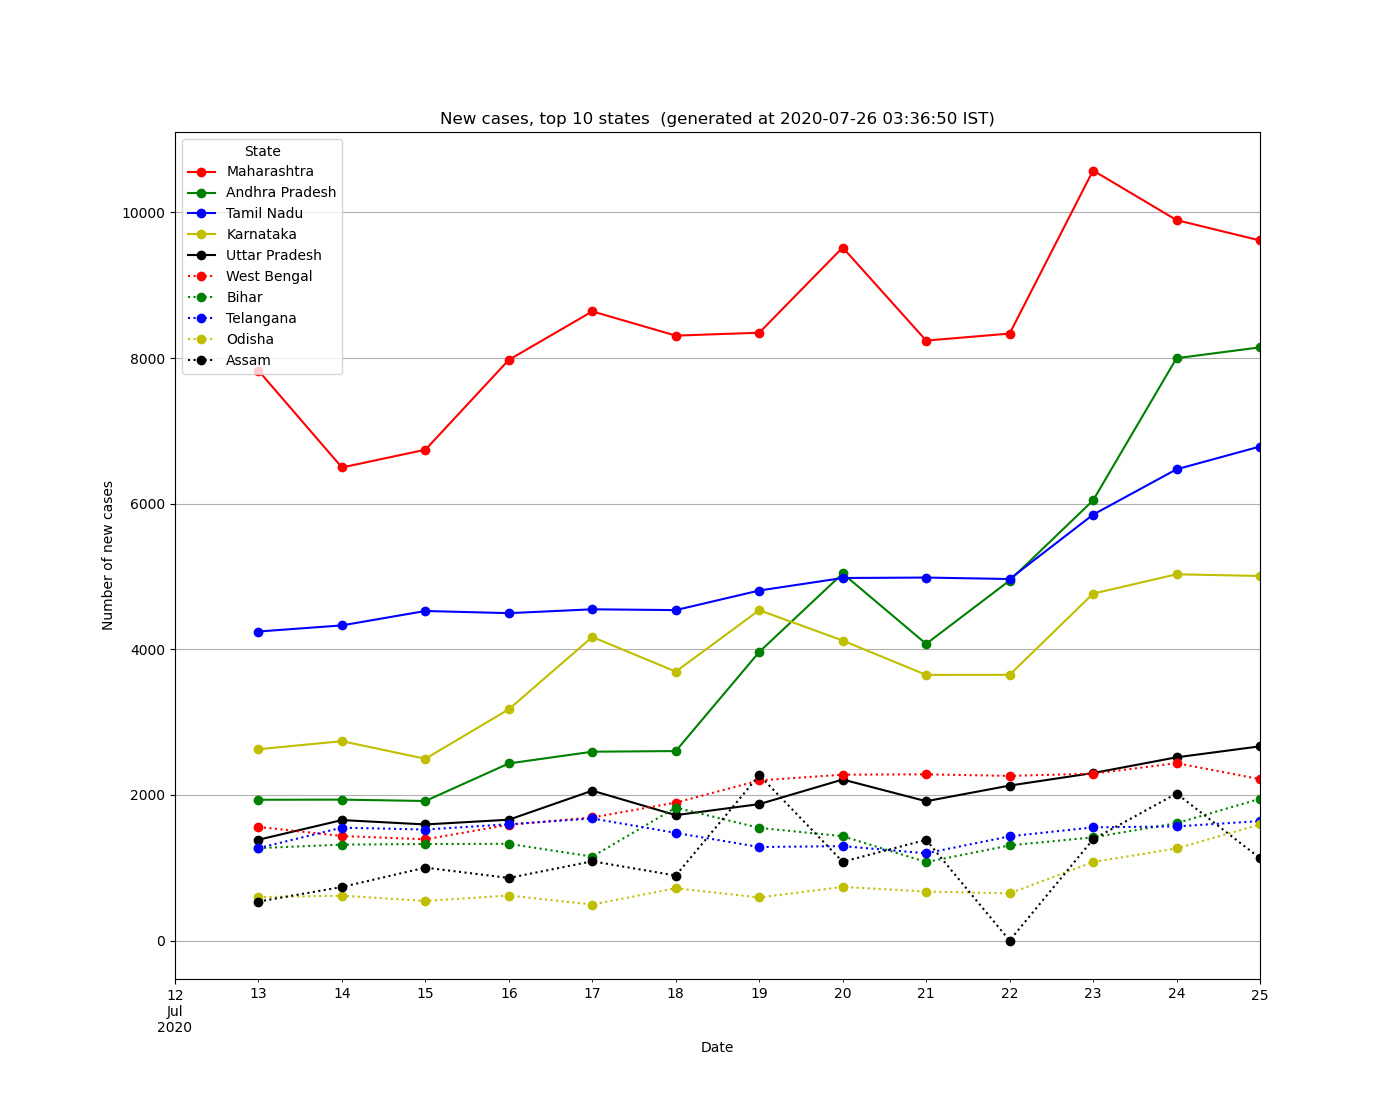 New cases, top 10 states  (generated at 2020-07-26 03:36:50 IST)
State
Maharashtra
Andhra Pradesh
Tamil Nadu
Karnataka
Uttar Pradesh
West Bengal
Bihar
Telangana
Odisha
Assam
10000
8000
6000
4000
2000
0
Number of new cases
12 13 14 15 16 17 18 19 20 21 22 23 24 25
Jul
2020
Date